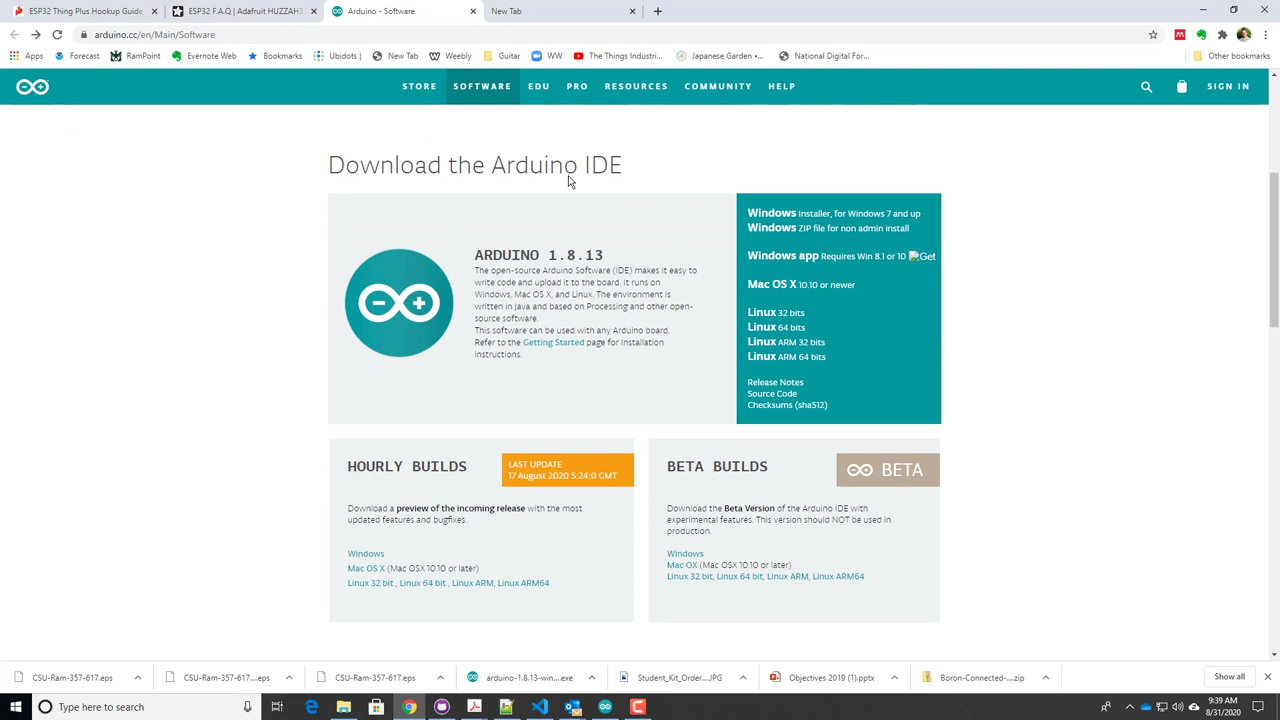 ESP32 Thing Plus Hookup Guide
ESP32 F.A.Q | Adafruit HUZZAH3
Arduino - Software
New Tab
arduino.cc/en/Main/Software
Apps
Forecast
RamPoint
Evernote Web
Bookmarks
Ubidots |
New Tab
Weebly
Guitar
WW
The Things Industri...
Japanese Garden •...
National Digital For...
Other bookmarks
STORE
SOFTWARE
EDU
PRO
RESOURCES
COMMUNITY
HELP
SIGN IN
Download the Arduino IDE
ARDUINO 1.8.13
The open-source Arduino Software (IDE) makes it easy to
write code and upload it to the board. It runs on
Windows, Mac OS X, and Linux. The environment is
written in Java and based on Processing and other open-
source software.
This software can be used with any Arduino board.
Refer to the Getting Started page for Installation
instructions.
Windows Installer, for Windows 7 and up
Windows ZIP file for non admin install
Windows app Requires Win 8.1 or 10 Get
Mac OS X 10.10 or newer
Linux 32 bits
Linux 64 bits
Linux ARM 32 bits
Linux ARM 64 bits
Release Notes
Source Code
Checksums (sha512)
HOURLY BUILDS
LAST UPDATE
17 August 2020 5:24:0 GMT
Download a preview of the incoming release with the most
updated features and bugfixes.
Windows
Mac OS X (Mac OSX 10.10 or later)
Linux 32 bit , Linux 64 bit , Linux ARM, Linux ARM64
BETA BUILDS
BETA
Download the Beta Version of the Arduino IDE with
experimental features. This version should NOT be used in
production.
Windows
Mac OX (Mac OSX 10.10 or later)
Linux 32 bit, Linux 64 bit, Linux ARM, Linux ARM64
CSU-Ram-357-617.eps
CSU-Ram-357-617....eps
CSU-Ram-357-617.eps
arduino-1.8.13-win....exe
Student_Kit_Order....JPG
Objectives 2019 (1).pptx
Boron-Connected-....zip
Show all
Type here to search
9:39 AM
8/31/2020